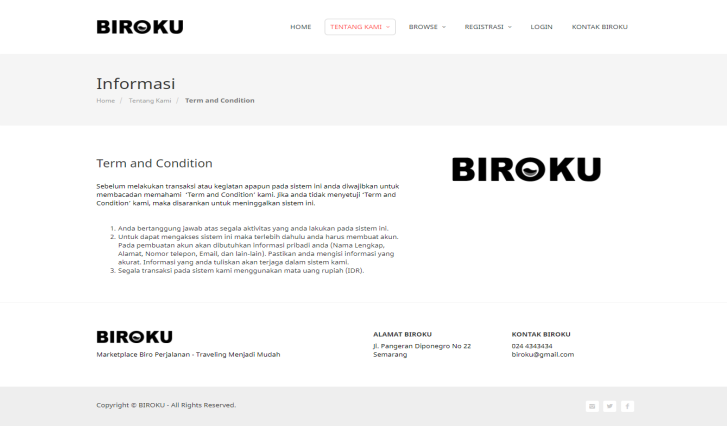 BIROKU
HOME TENTANG KAMI BROWSE REGISTRASI LOGIN KONTAK BIROKU
Informasi
Home / Tentang Kami / Term and Condition
Term and Condition
BIROKU
Sebelum melakukan transaksi atau kegiatan apapun pada sistem ini anda diwajibkan untuk
membacadan memahami 'Term and Condition' kami. Jika anda tidak menyetuji 'Term and
Condition' kami, maka disarankan untuk meninggalkan sistem ini.
1. Anda bertanggung jawab atas segala aktivitas yang anda lakukan pada sistem ini.
2. Untuk dapat mengakses sistem ini maka terlebih dahulu anda harus membuat akun.
Pada pembuatan akun akan dibutuhkan informasi pribadi anda (Nama Lengkap,
Alamat, Nomor telepon, Email, dan lain-lain). Pastikan anda mengisi informasi yang
akurat. Informasi yang anda tuliskan akan terjaga dalam sistem kami.
3. Segala transaksi pada sistem kami menggunakan mata uang rupiah (IDR).
BIROKU
Marketplace Biro Perjalanan - Traveling Menjadi Mudah
ALAMAT BIROKU
Jl. Pangeran Diponegro No 22
Semarang
KONTAK BIROKU
024 4343434
biroku@gmail.com
Copyright © BIROKU - All Rights Reserved.